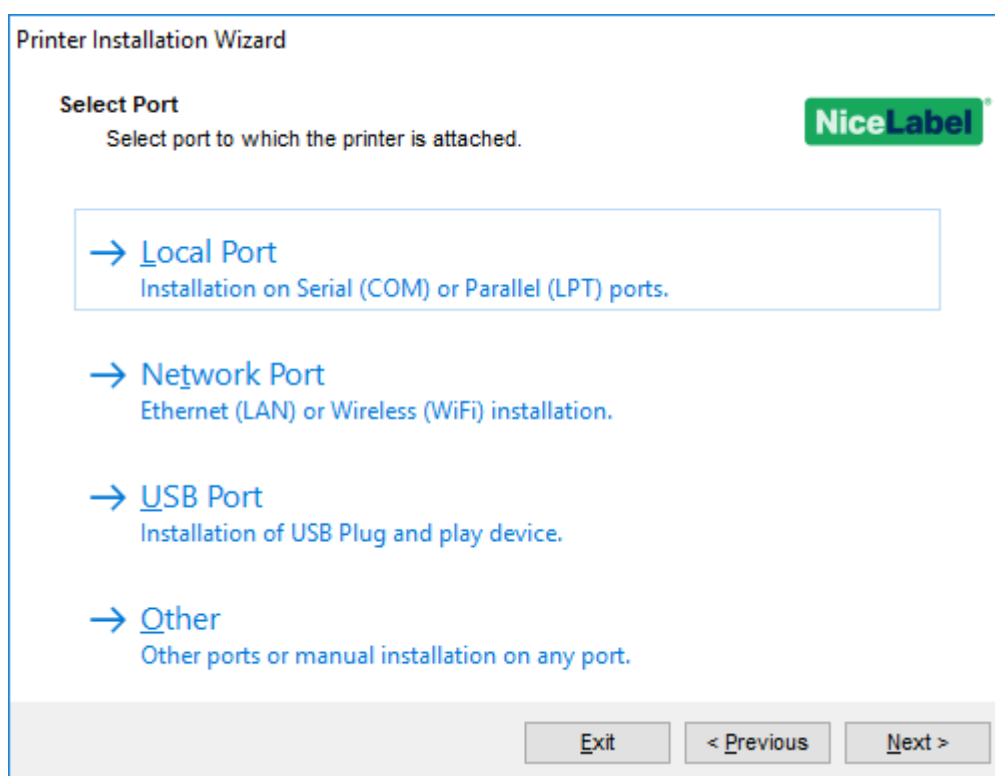 Printer Installation Wizard
Select Port
Select port to which the printer is attached.
NiceLabel®
→ Local Port
Installation on Serial (COM) or Parallel (LPT) ports.
→ Network Port
Ethernet (LAN) or Wireless (WiFi) installation.
→ USB Port
Installation of USB Plug and play device.
→ Other
Other ports or manual installation on any port.
Exit < Previous Next >